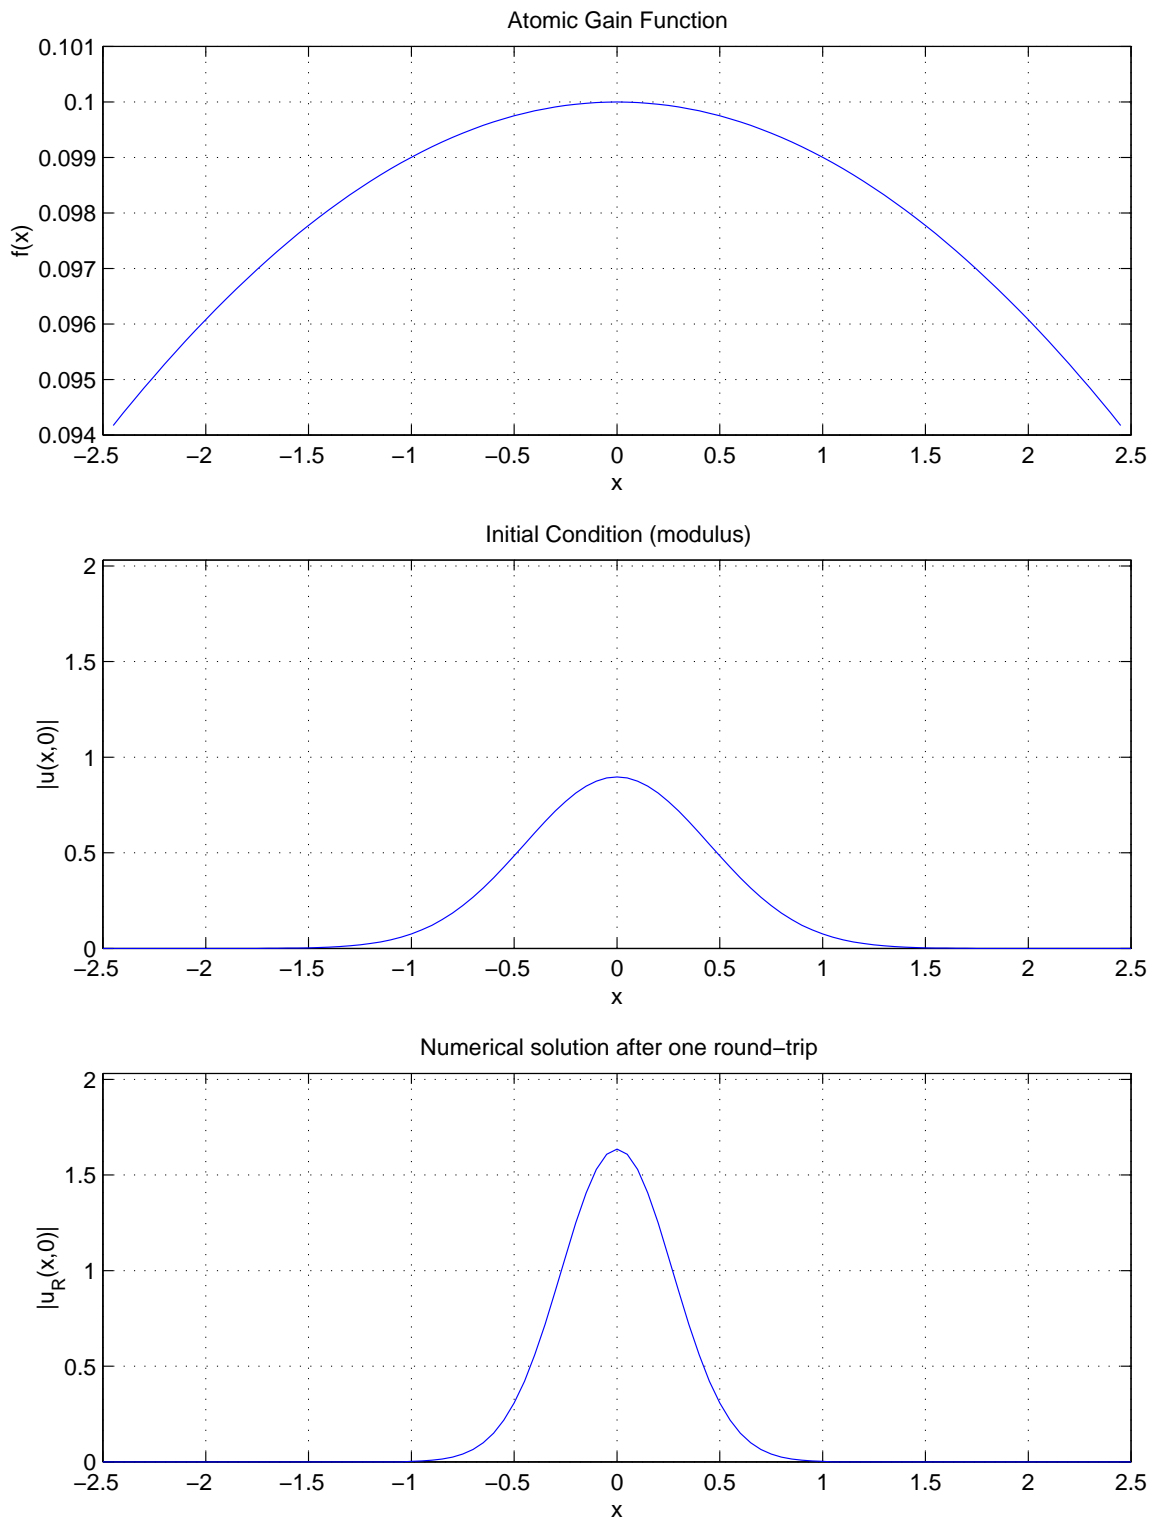 Atomic Gain Function
0.101
0.1
0.099
0.098
0.097
0.096
0.095
0.094
f(x)
−2.5 −2 −1.5 −1 −0.5 0 0.5 1 1.5 2 2.5
x
Initial Condition (modulus)
2
1.5
1
0.5
0
|u(x,0)|
−2.5 −2 −1.5 −1 −0.5 0 0.5 1 1.5 2 2.5
x
Numerical solution after one round−trip
2
1.5
1
0.5
0
|u_R(x,0)|
−2.5 −2 −1.5 −1 −0.5 0 0.5 1 1.5 2 2.5
x